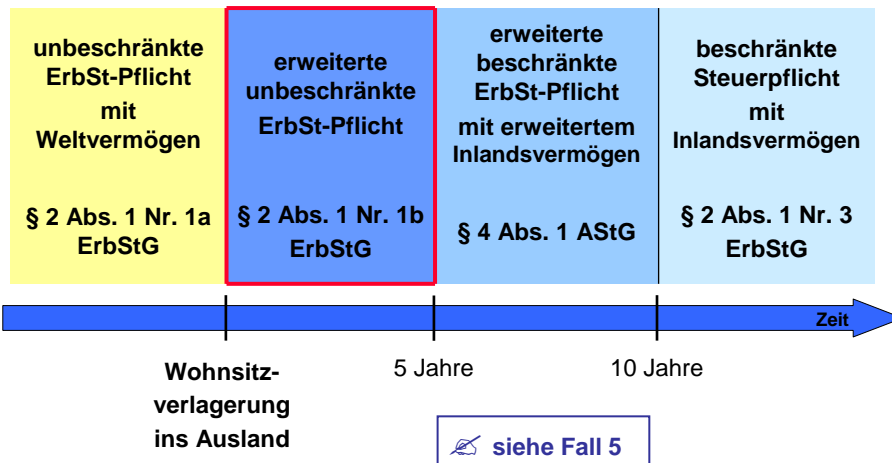 unbeschränkte
ErbSt-Pflicht
mit
Weltvermögen
§ 2 Abs. 1 Nr. 1a
ErbStG
erweiterte
unbeschränkte
ErbSt-Pflicht
§ 2 Abs. 1 Nr. 1b
ErbStG
erweiterte
beschränkte
ErbSt-Pflicht
mit erweitertem
Inlandsvermögen
§ 4 Abs. 1 AStG
beschränkte
Steuerpflicht
mit
Inlandsvermögen
§ 2 Abs. 1 Nr. 3
ErbStG
Zeit
Wohnsitz-
verlagerung
ins Ausland
5 Jahre
10 Jahre
siehe Fall 5